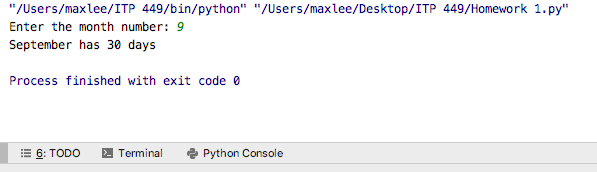 "/Users/maxlee/ITP 449/bin/python" "/Users/maxlee/Desktop/ITP 449/Homework 1.py"
Enter the month number: 9
September has 30 days
Process finished with exit code 0
6: TODO Terminal Python Console